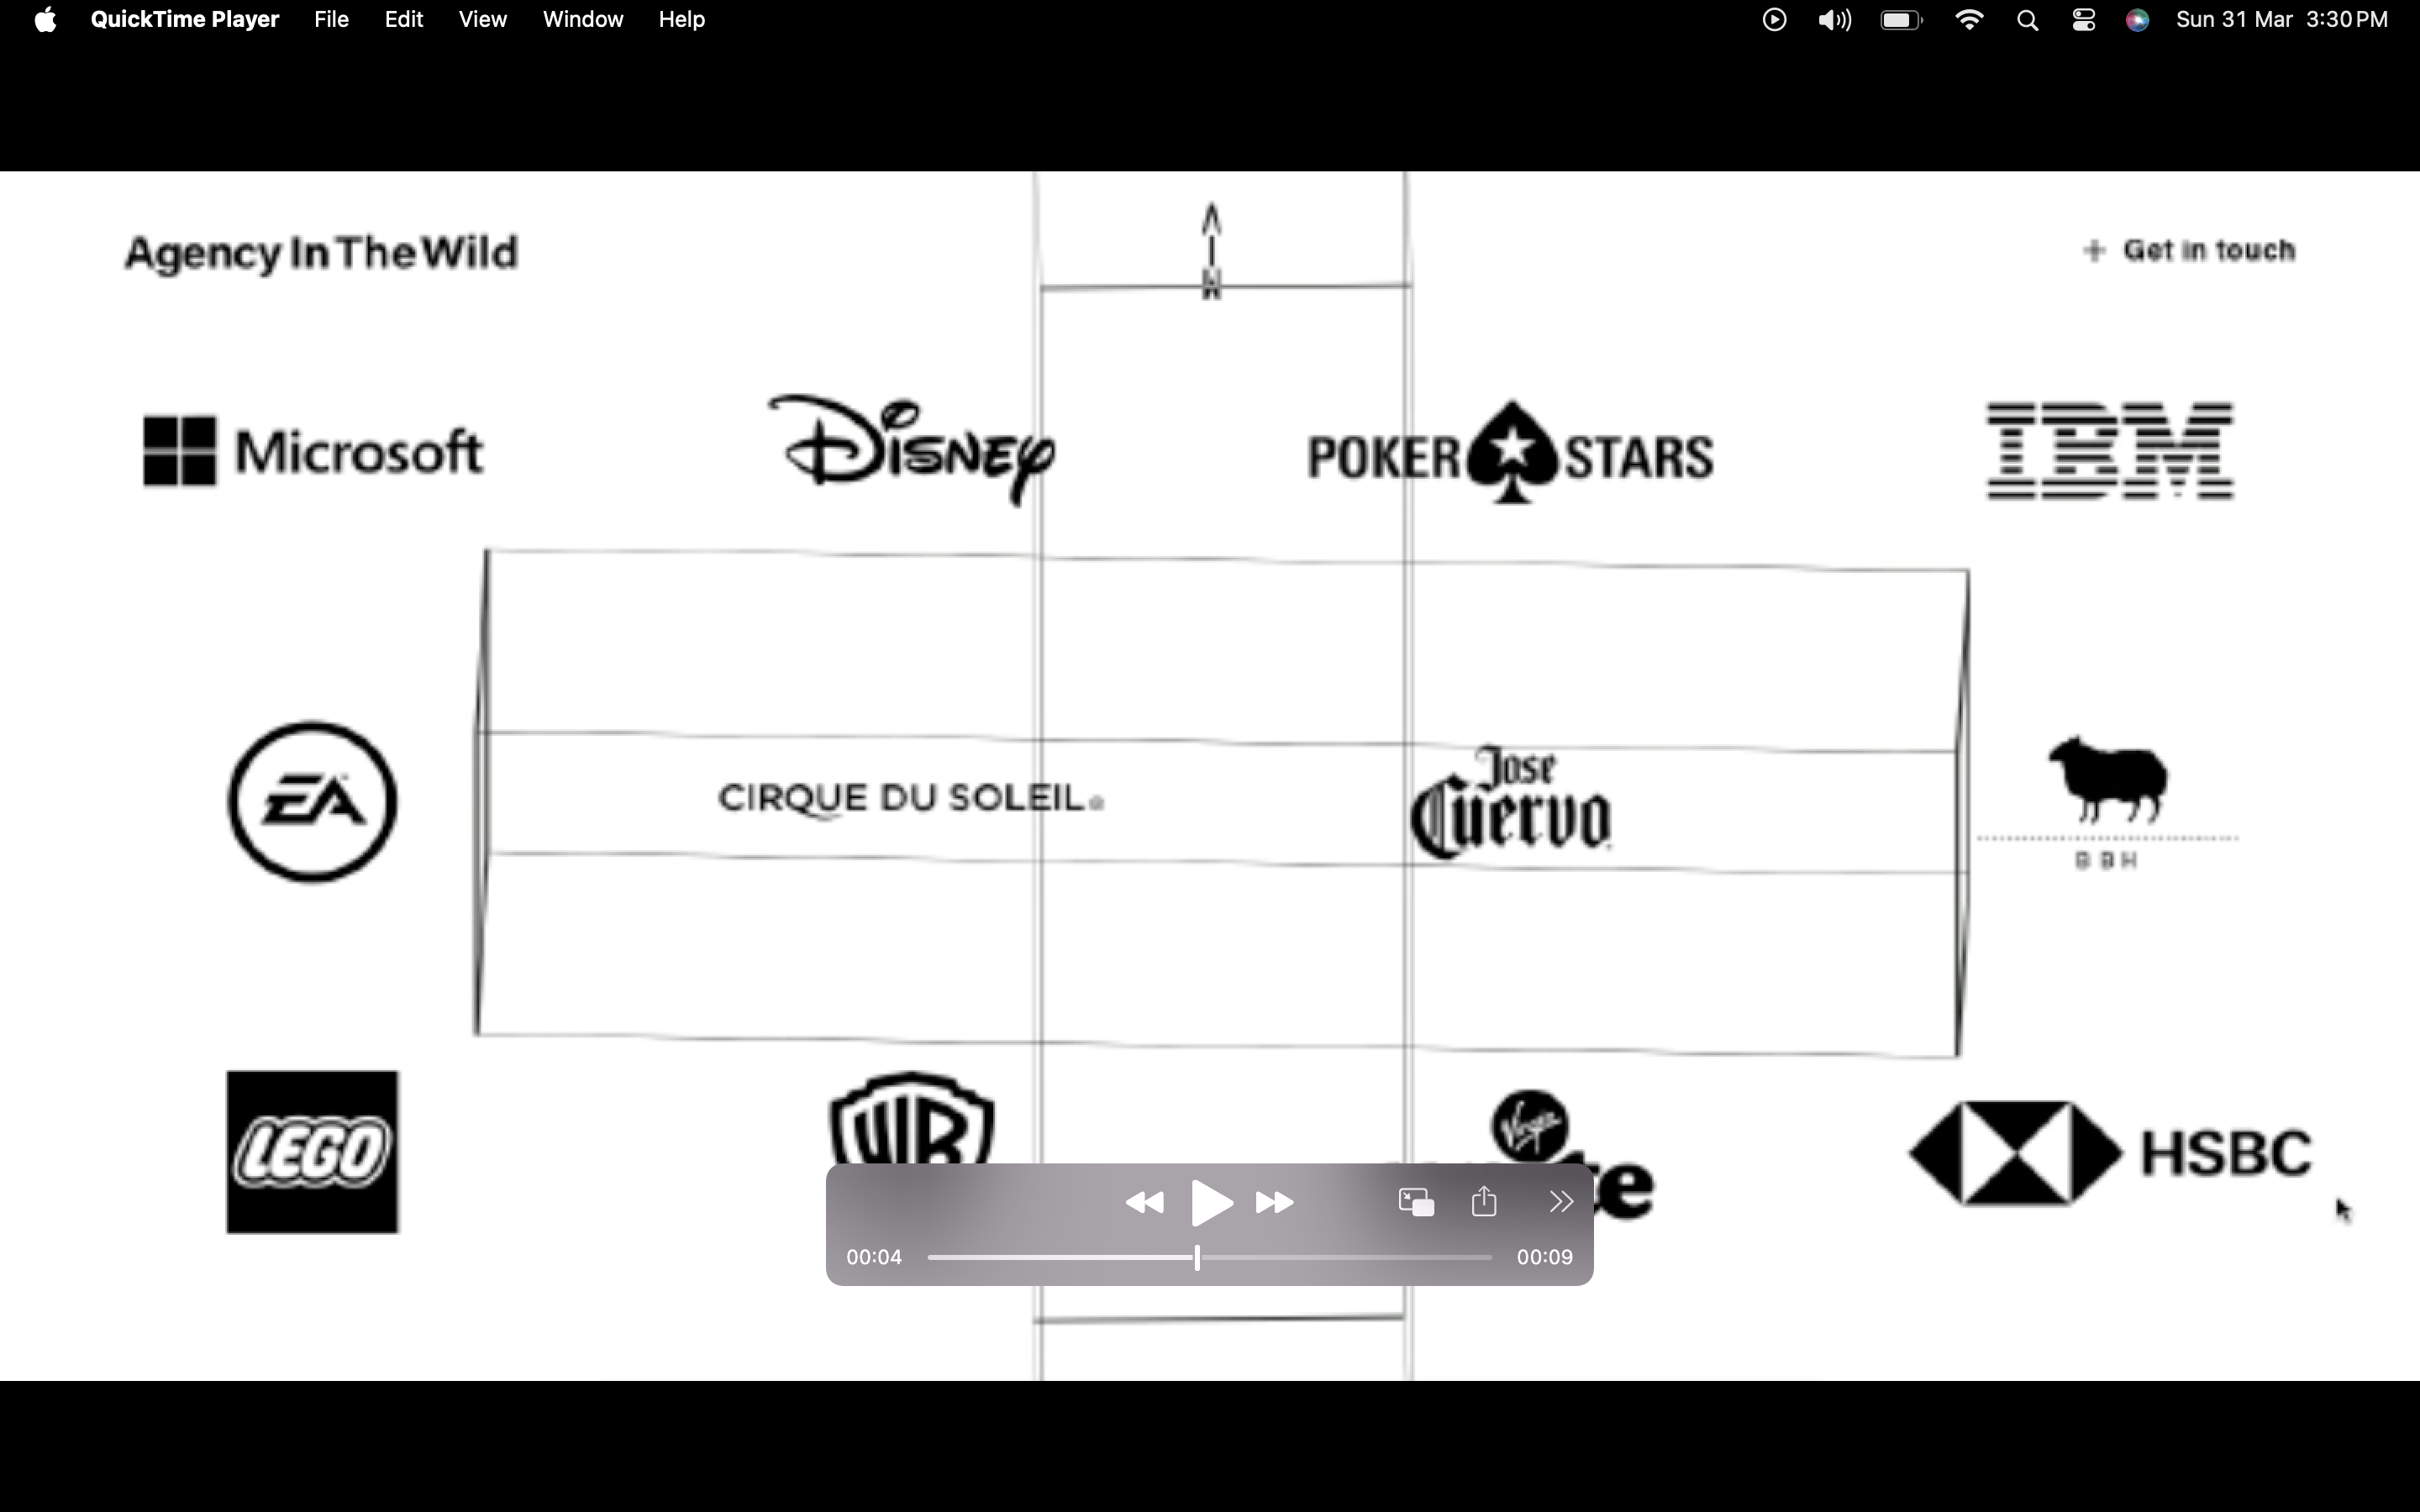 QuickTime Player File Edit View Window Help Sun 31 Mar 3:30 PM
N
Agency In The Wild + Get in touch
Microsoft Disney POKER STARS IBM
EA CIRQUE DU SOLEIL® Jose Cuervo BBH
LEGO WB Virgin HSBC
00:04 00:09